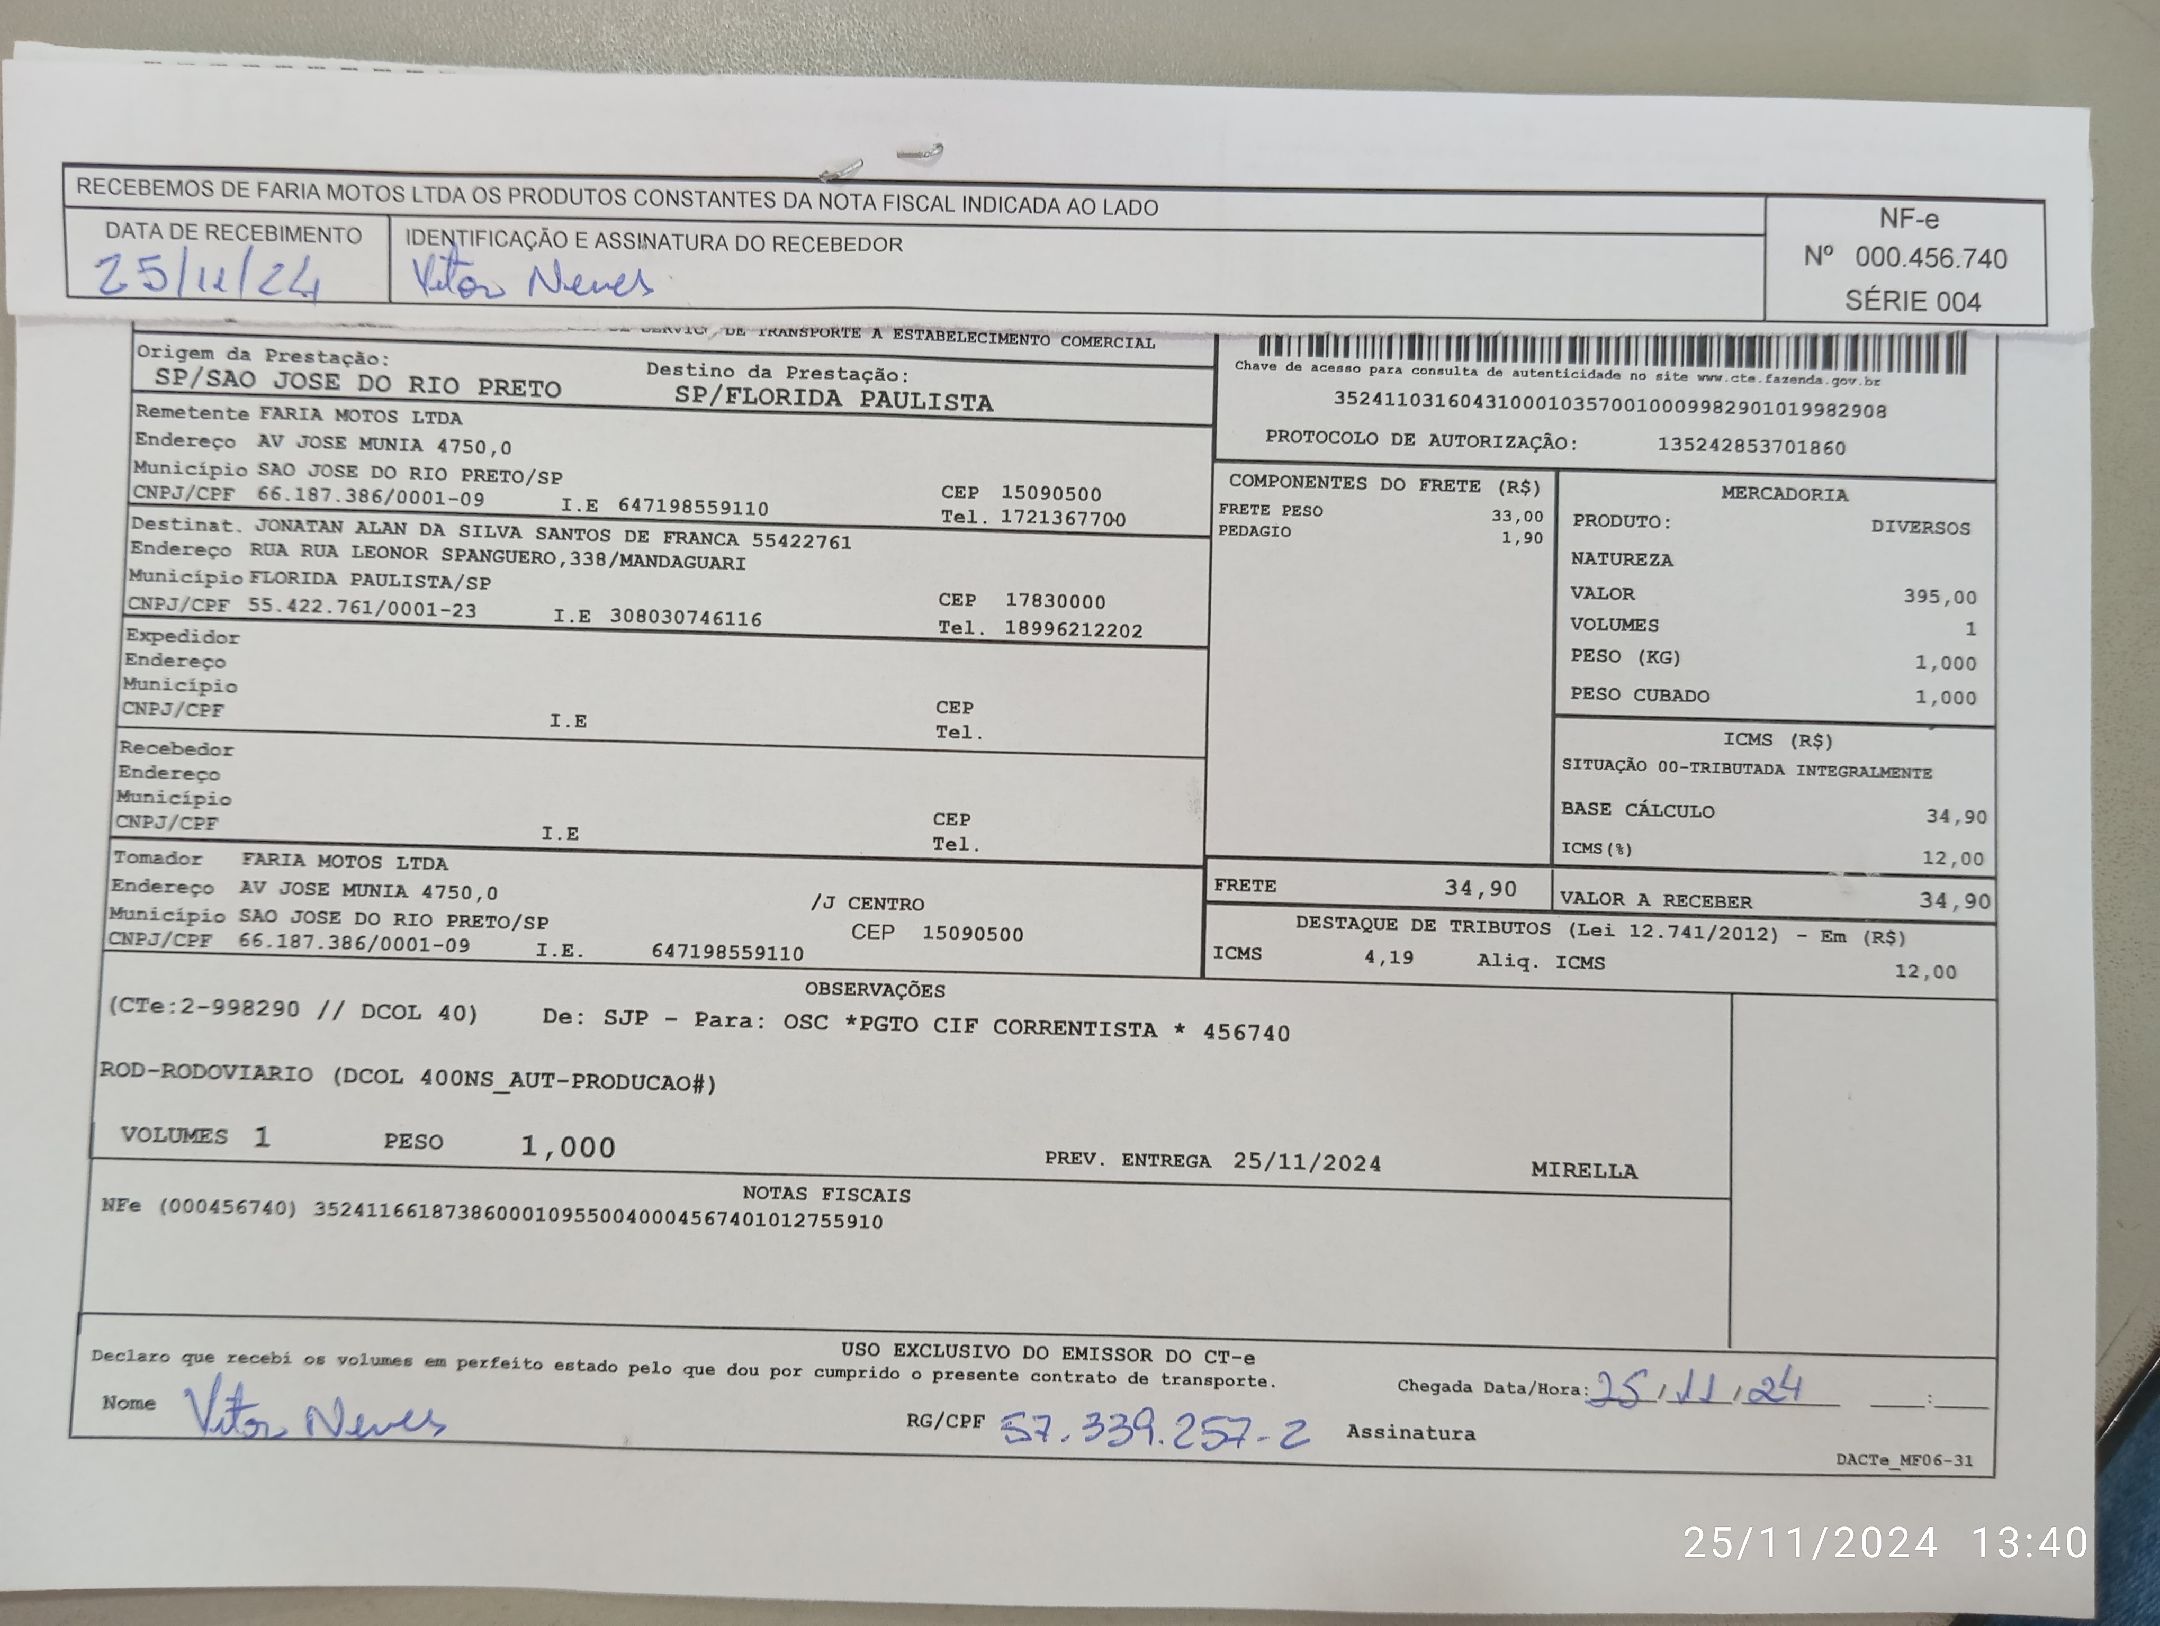 RECEBEMOS DE FARIA MOTOS LTDA OS PRODUTOS CONSTANTES DA NOTA FISCAL INDICADA AO LADO
DATA DE RECEBIMENTO
25/11/24
IDENTIFICAÇÃO E ASSINATURA DO RECEBEDOR
Vitor Neves
NF-e
Nº 000.456.740
SÉRIE 004
DE TRANSPORTE A ESTABELECIMENTO COMERCIAL
Origem da Prestação:
SP/SAO JOSE DO RIO PRETO
Destino da Prestação:
SP/FLORIDA PAULISTA
Chave de acesso para consulta de autenticidade no site www.cte.fazenda.gov.br
35241103160431000103570010009982901019982908
PROTOCOLO DE AUTORIZAÇÃO: 135242853701860
Remetente FARIA MOTOS LTDA
Endereço AV JOSE MUNIA 4750,0
Município SAO JOSE DO RIO PRETO/SP
CNPJ/CPF 66.187.386/0001-09 I.E 647198559110
CEP 15090500
Tel. 1721367700
Destinat. JONATAN ALAN DA SILVA SANTOS DE FRANCA 55422761
Endereço RUA RUA LEONOR SPANGUERO,338/MANDAGUARI
Município FLORIDA PAULISTA/SP
CNPJ/CPF 55.422.761/0001-23 I.E 308030746116
CEP 17830000
Tel. 18996212202
Expedidor
Endereço
Município
CNPJ/CPF I.E
CEP
Tel.
Recebedor
Endereço
Município
CNPJ/CPF I.E
CEP
Tel.
Tomador FARIA MOTOS LTDA
Endereço AV JOSE MUNIA 4750,0 /J CENTRO
Município SAO JOSE DO RIO PRETO/SP CEP 15090500
CNPJ/CPF 66.187.386/0001-09 I.E. 647198559110
COMPONENTES DO FRETE (R$)
FRETE PESO 33,00
PEDAGIO 1,90
MERCADORIA
PRODUTO: DIVERSOS
NATUREZA
VALOR 395,00
VOLUMES 1
PESO (KG) 1,000
PESO CUBADO 1,000
ICMS (R$)
SITUAÇÃO 00-TRIBUTADA INTEGRALMENTE
BASE CÁLCULO 34,90
ICMS(%) 12,00
FRETE 34,90
VALOR A RECEBER 34,90
DESTAQUE DE TRIBUTOS (Lei 12.741/2012) - Em (R$)
ICMS 4,19 Aliq. ICMS 12,00
OBSERVAÇÕES
(CTe:2-998290 // DCOL 40) De: SJP - Para: OSC *PGTO CIF CORRENTISTA * 456740
ROD-RODOVIARIO (DCOL 400NS_AUT-PRODUCAO#)
VOLUMES 1 PESO 1,000 PREV. ENTREGA 25/11/2024 MIRELLA
NOTAS FISCAIS
NFe (000456740) 35241166187386000109550040004567401012755910
USO EXCLUSIVO DO EMISSOR DO CT-e
Declaro que recebi os volumes em perfeito estado pelo que dou por cumprido o presente contrato de transporte.
Chegada Data/Hora: 25/11/24 :
Nome Vitor Neves RG/CPF 57.339.257-2 Assinatura
DACTe_MF06-31
25/11/2024 13:40